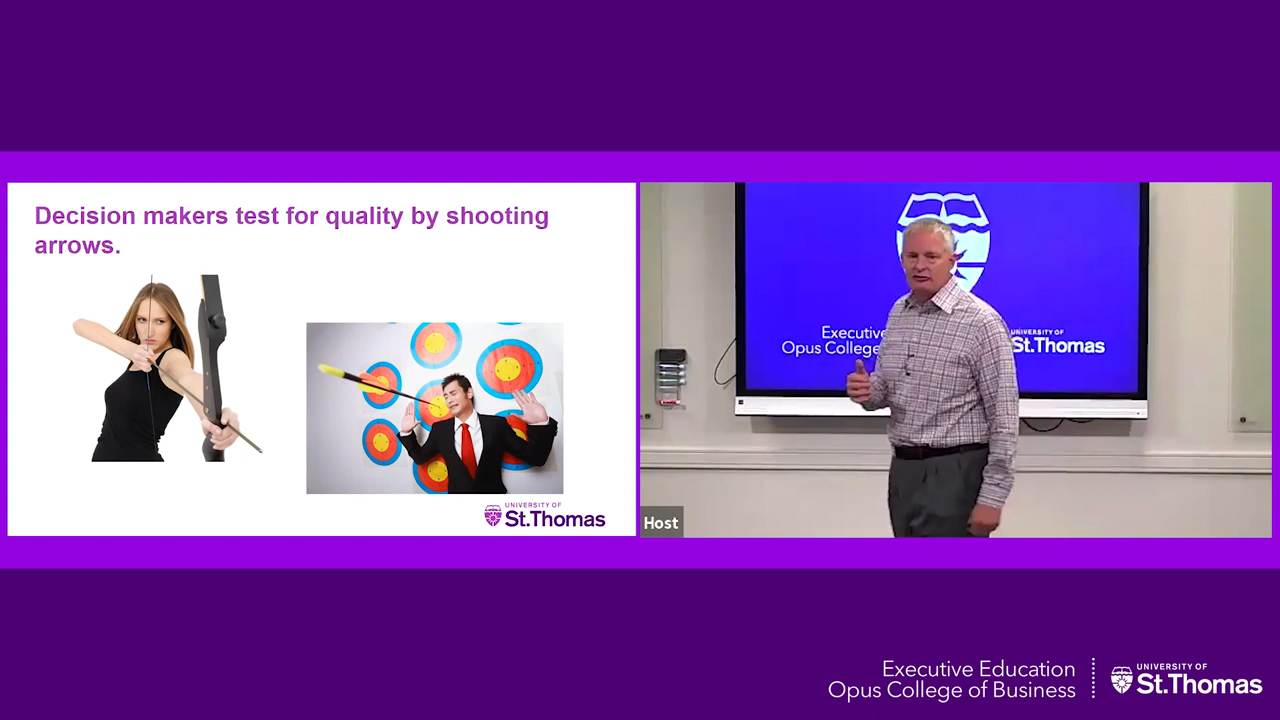 Decision makers test for quality by shooting
arrows.
UNIVERSITY OF
St.Thomas
Executive
Opus College
UNIVERSITY OF
St.Thomas
Host
Executive Education
Opus College of Business
UNIVERSITY OF
St.Thomas